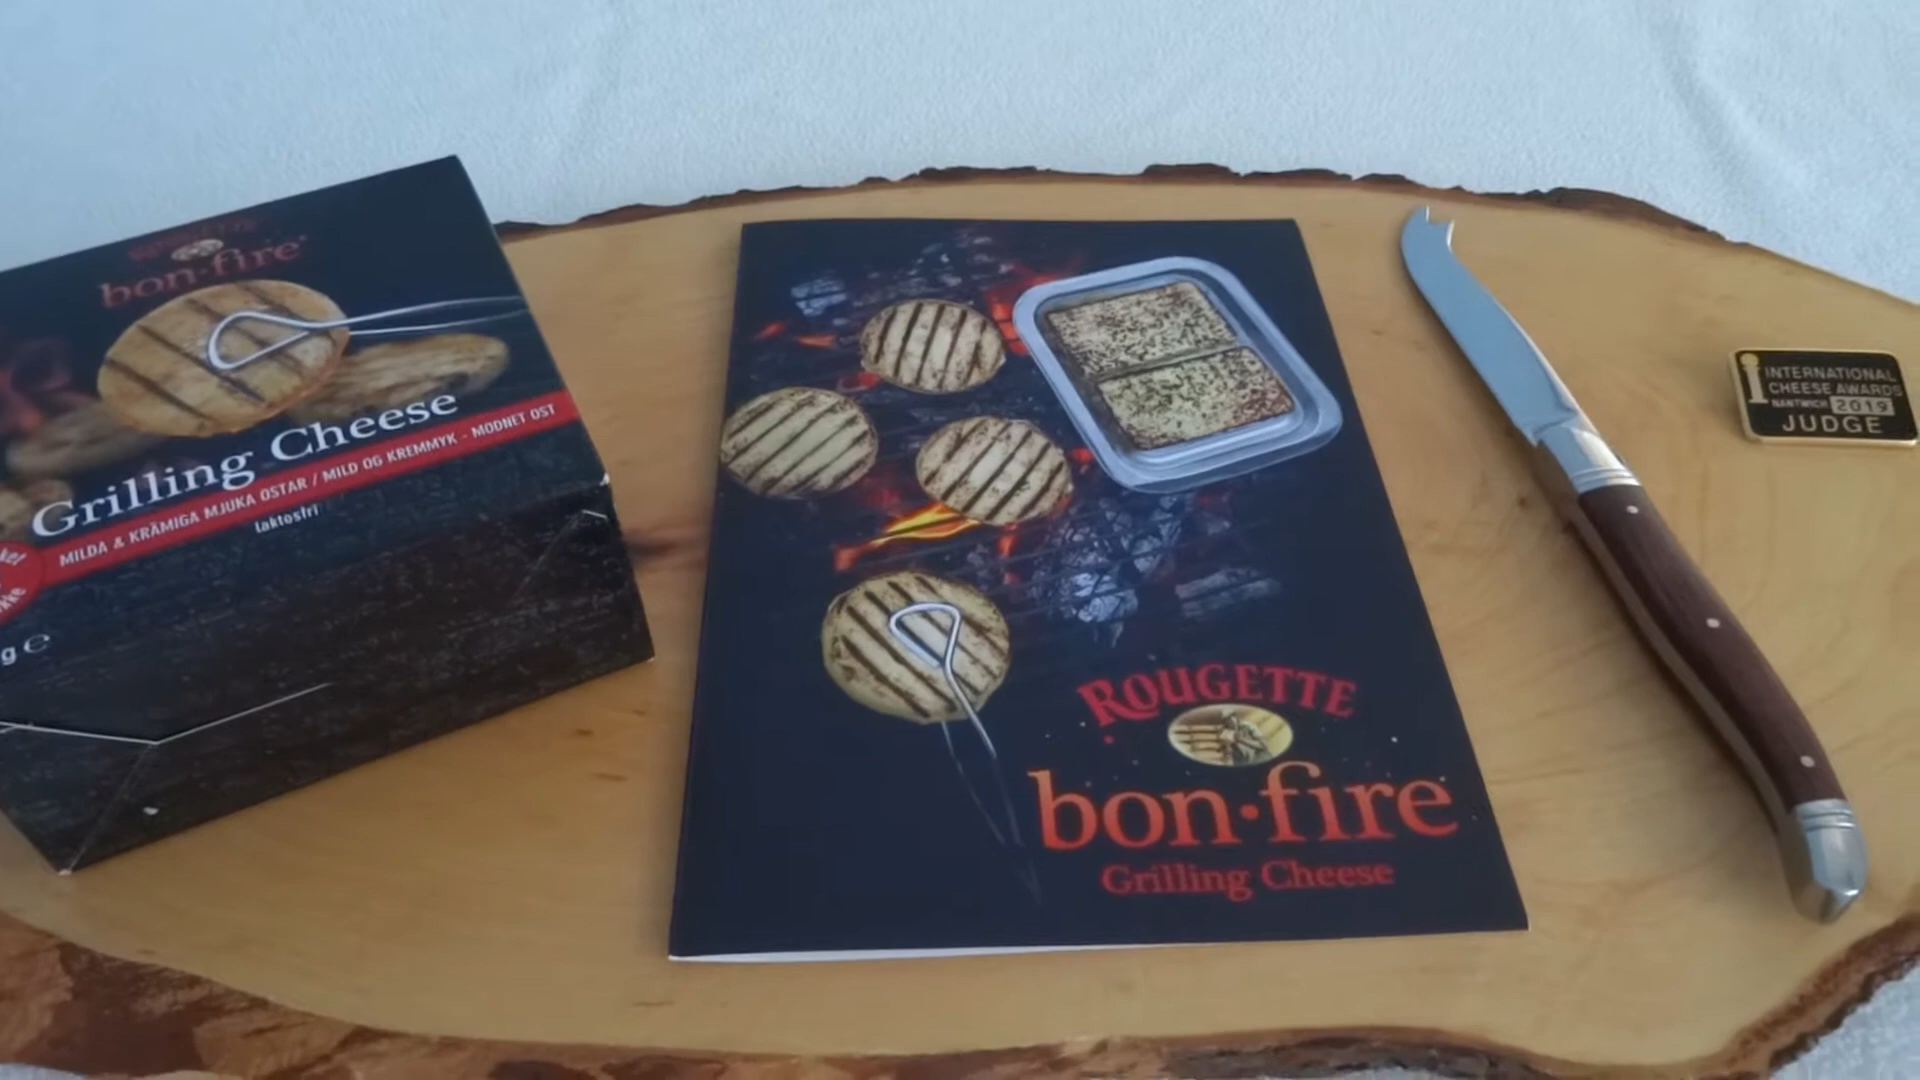 bon·fire
Grilling Cheese
MILDA & KRÄMIGA MJUKA OSTAR / MILD OG KREMMYK - MODNET OST
laktosfri
g e
ROUGETTE
bon·fire
Grilling Cheese
INTERNATIONAL
CHEESE AWARDS
NANTWICH 2019
JUDGE